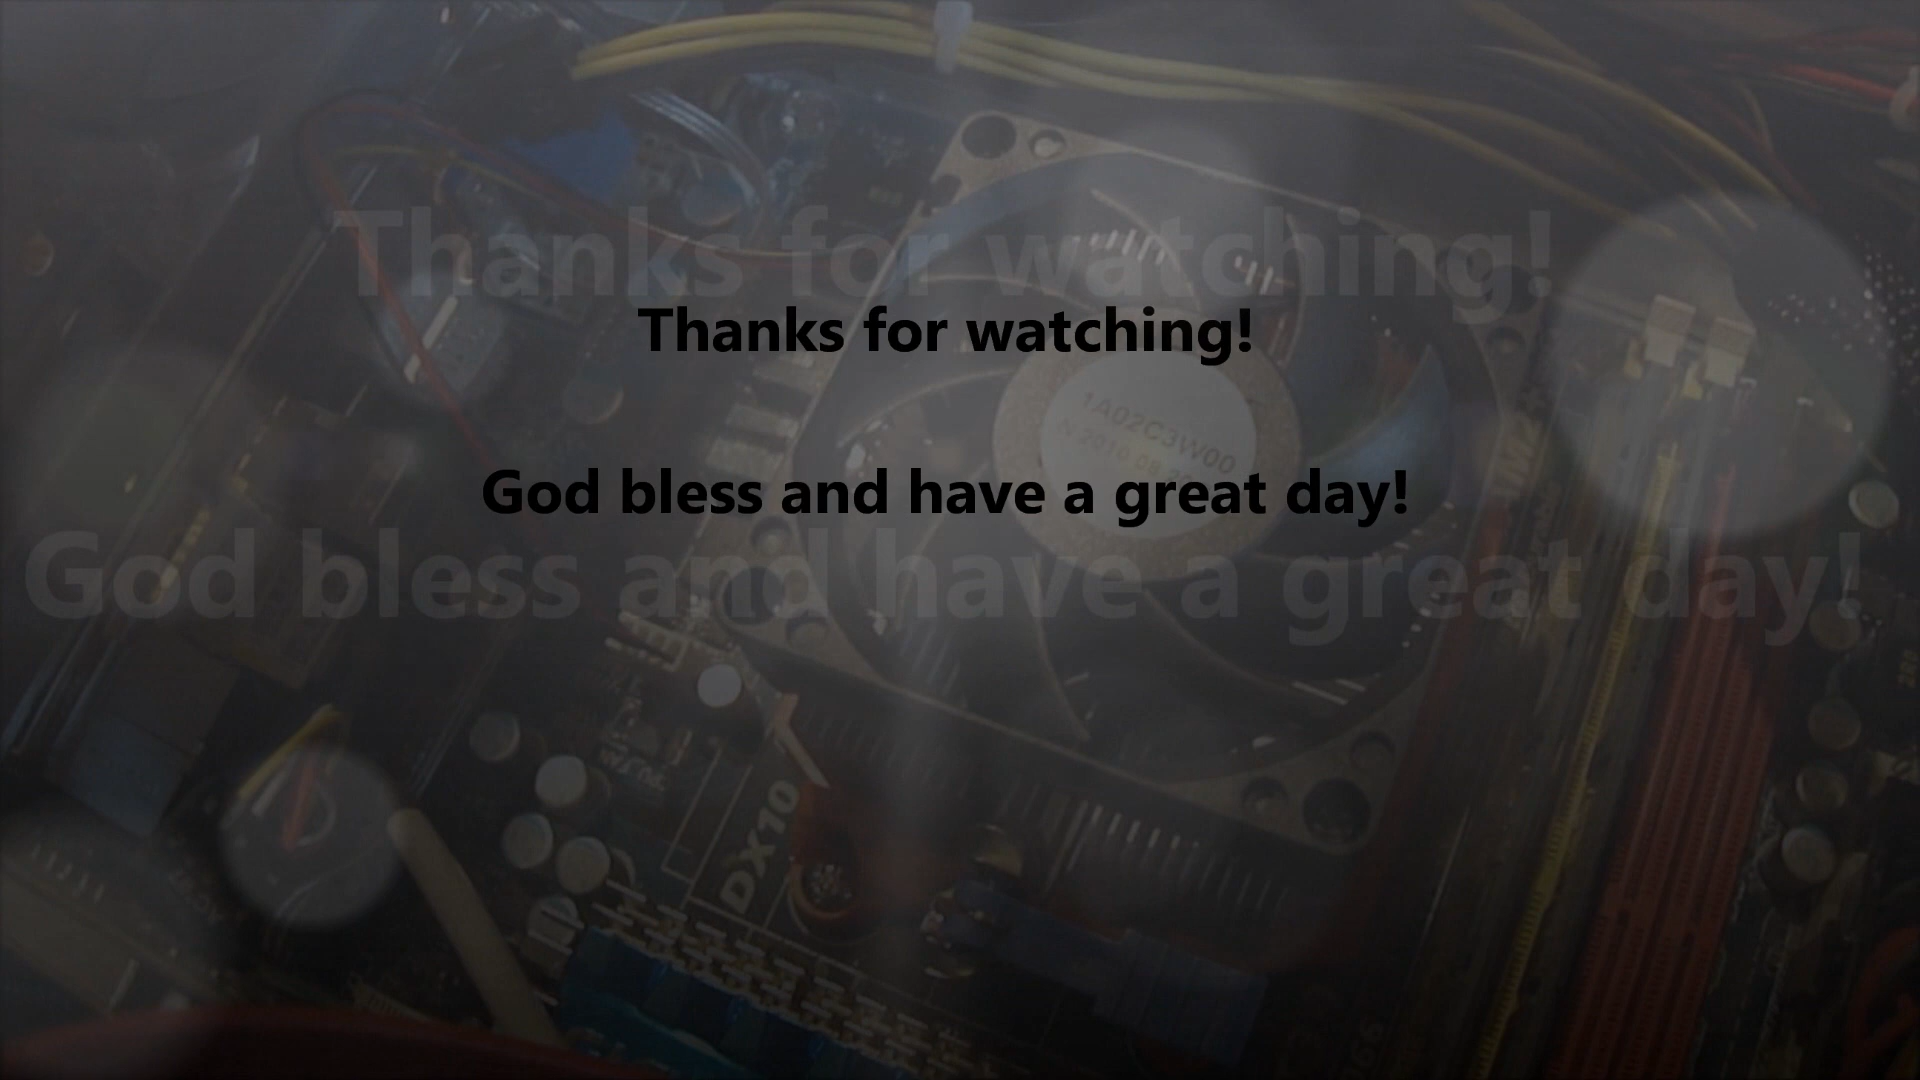 Thanks for watching!
Thanks for watching!
1A02C3W00
God bless and have a great day!
God bless and have a great day!
DX10